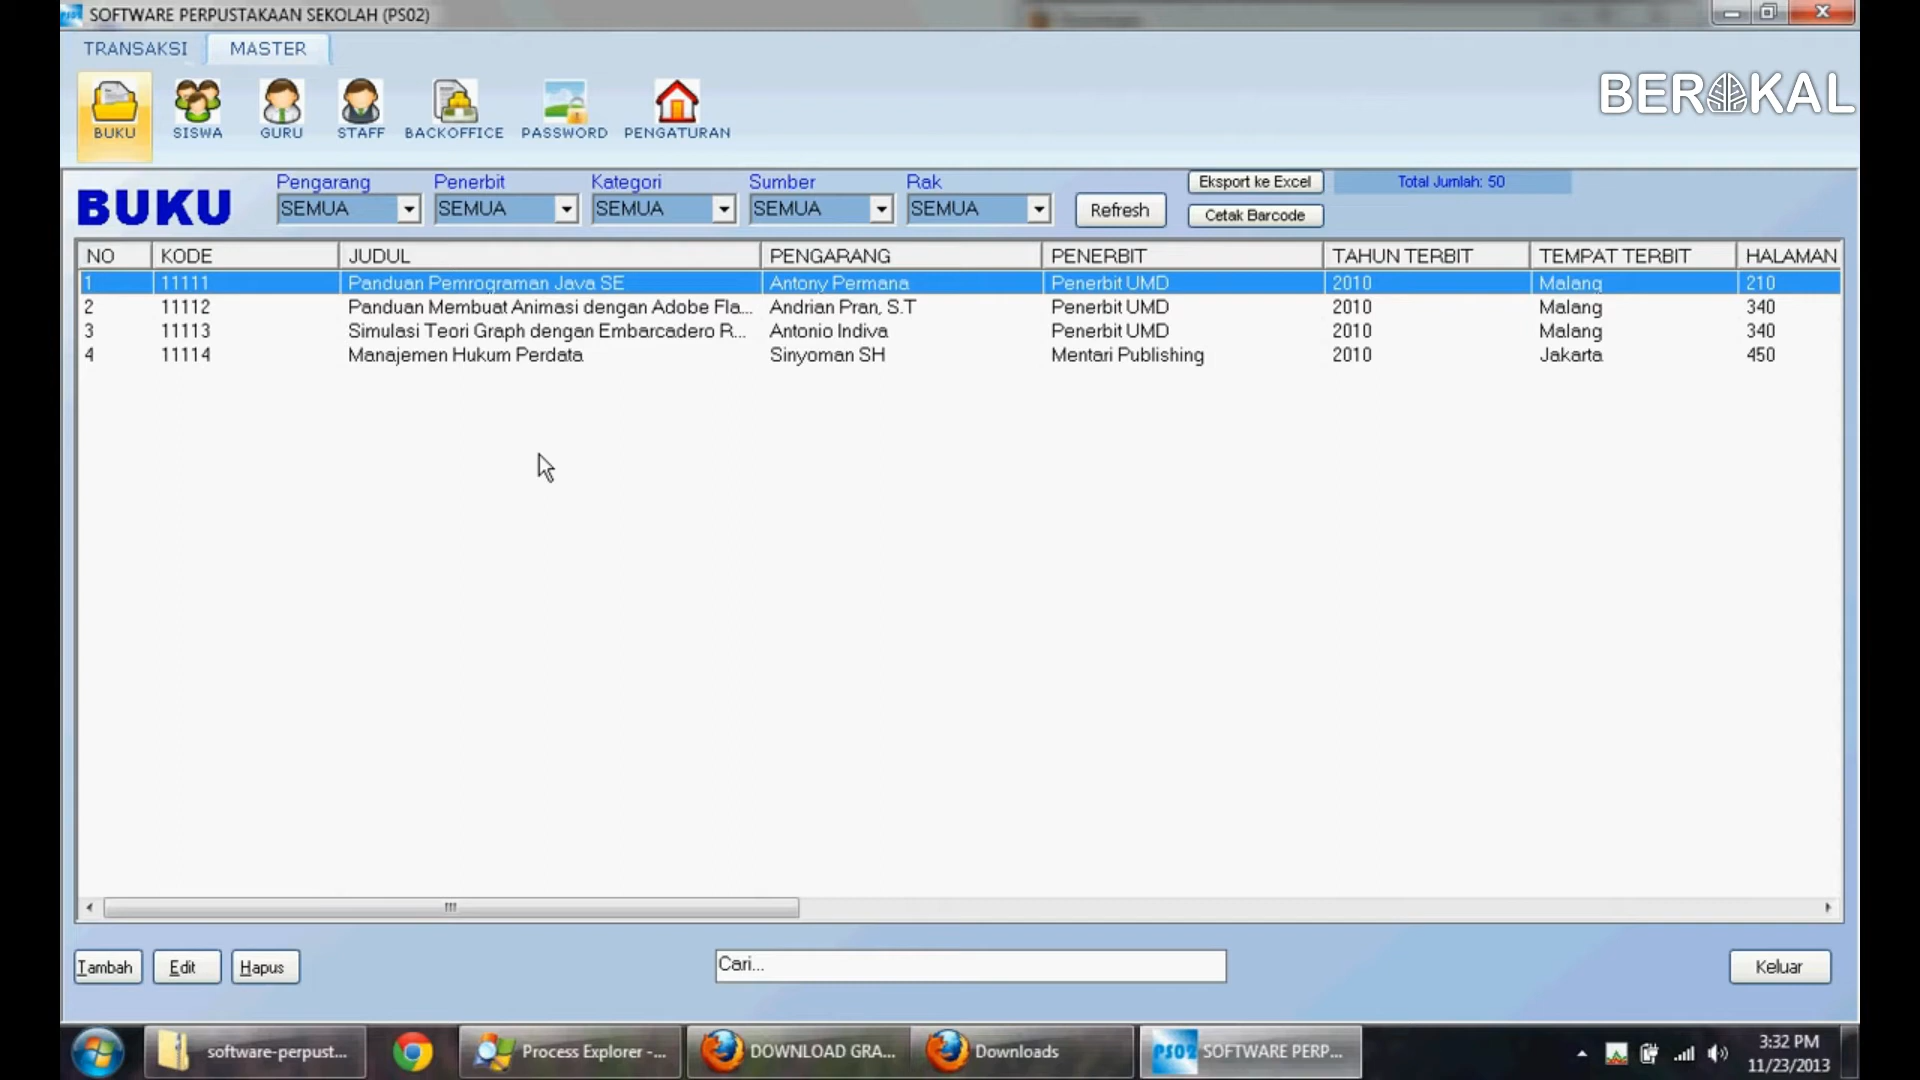 SOFTWARE PERPUSTAKAAN SEKOLAH (PS02)
TRANSAKSI MASTER
BEROKAL
BUKU SISWA GURU STAFF BACKOFFICE PASSWORD PENGATURAN
BUKU
Pengarang Penerbit Kategori Sumber Rak
SEMUA SEMUA SEMUA SEMUA SEMUA
Refresh
Eksport ke Excel
Cetak Barcode
Total Jumlah: 50
NO KODE JUDUL PENGARANG PENERBIT TAHUN TERBIT TEMPAT TERBIT HALAMAN
1 11111 Panduan Pemrograman Java SE Antony Permana Penerbit UMD 2010 Malang 210
2 11112 Panduan Membuat Animasi dengan Adobe Fla... Andrian Pran, S.T Penerbit UMD 2010 Malang 340
3 11113 Simulasi Teori Graph dengan Embarcadero R... Antonio Indiva Penerbit UMD 2010 Malang 340
4 11114 Manajemen Hukum Perdata Sinyoman SH Mentari Publishing 2010 Jakarta 450
Tambah Edit Hapus Cari... Keluar
software-perpust... Process Explorer -... DOWNLOAD GRA... Downloads PS02 SOFTWARE PERP...
3:32 PM
11/23/2013